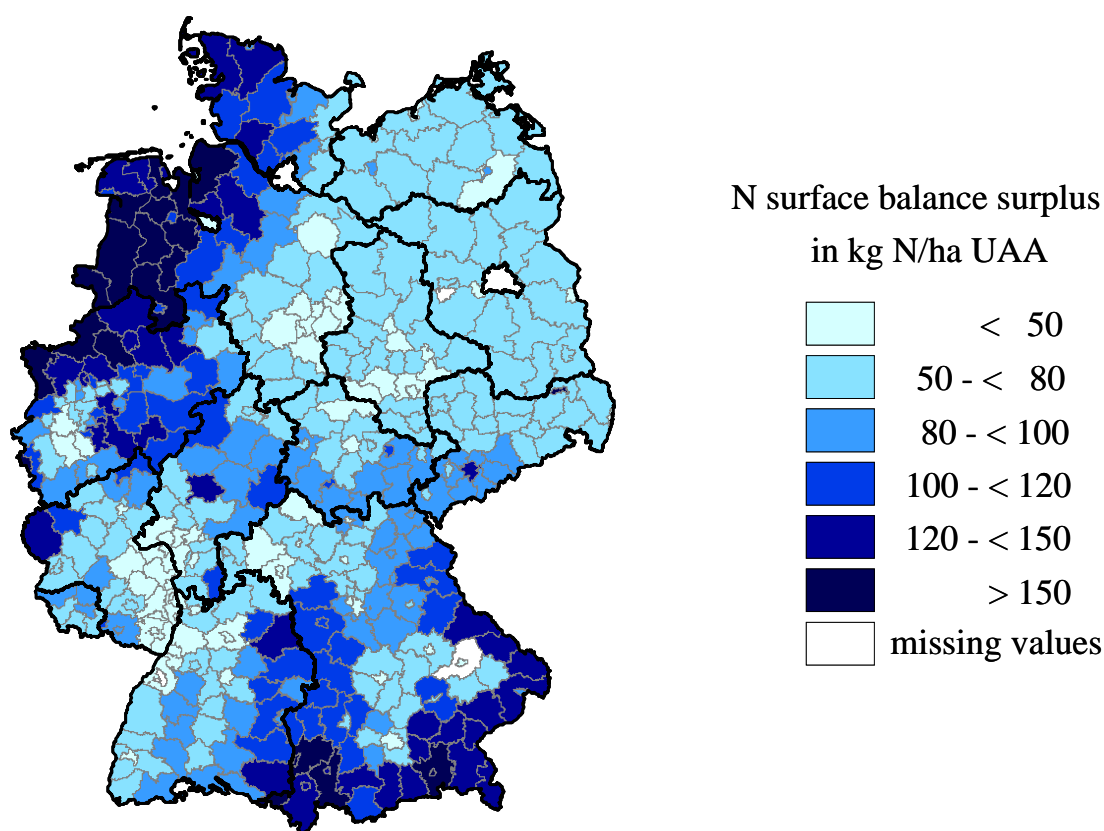 N surface balance surplus
in kg N/ha UAA
< 50
50 - < 80
80 - < 100
100 - < 120
120 - < 150
> 150
missing values